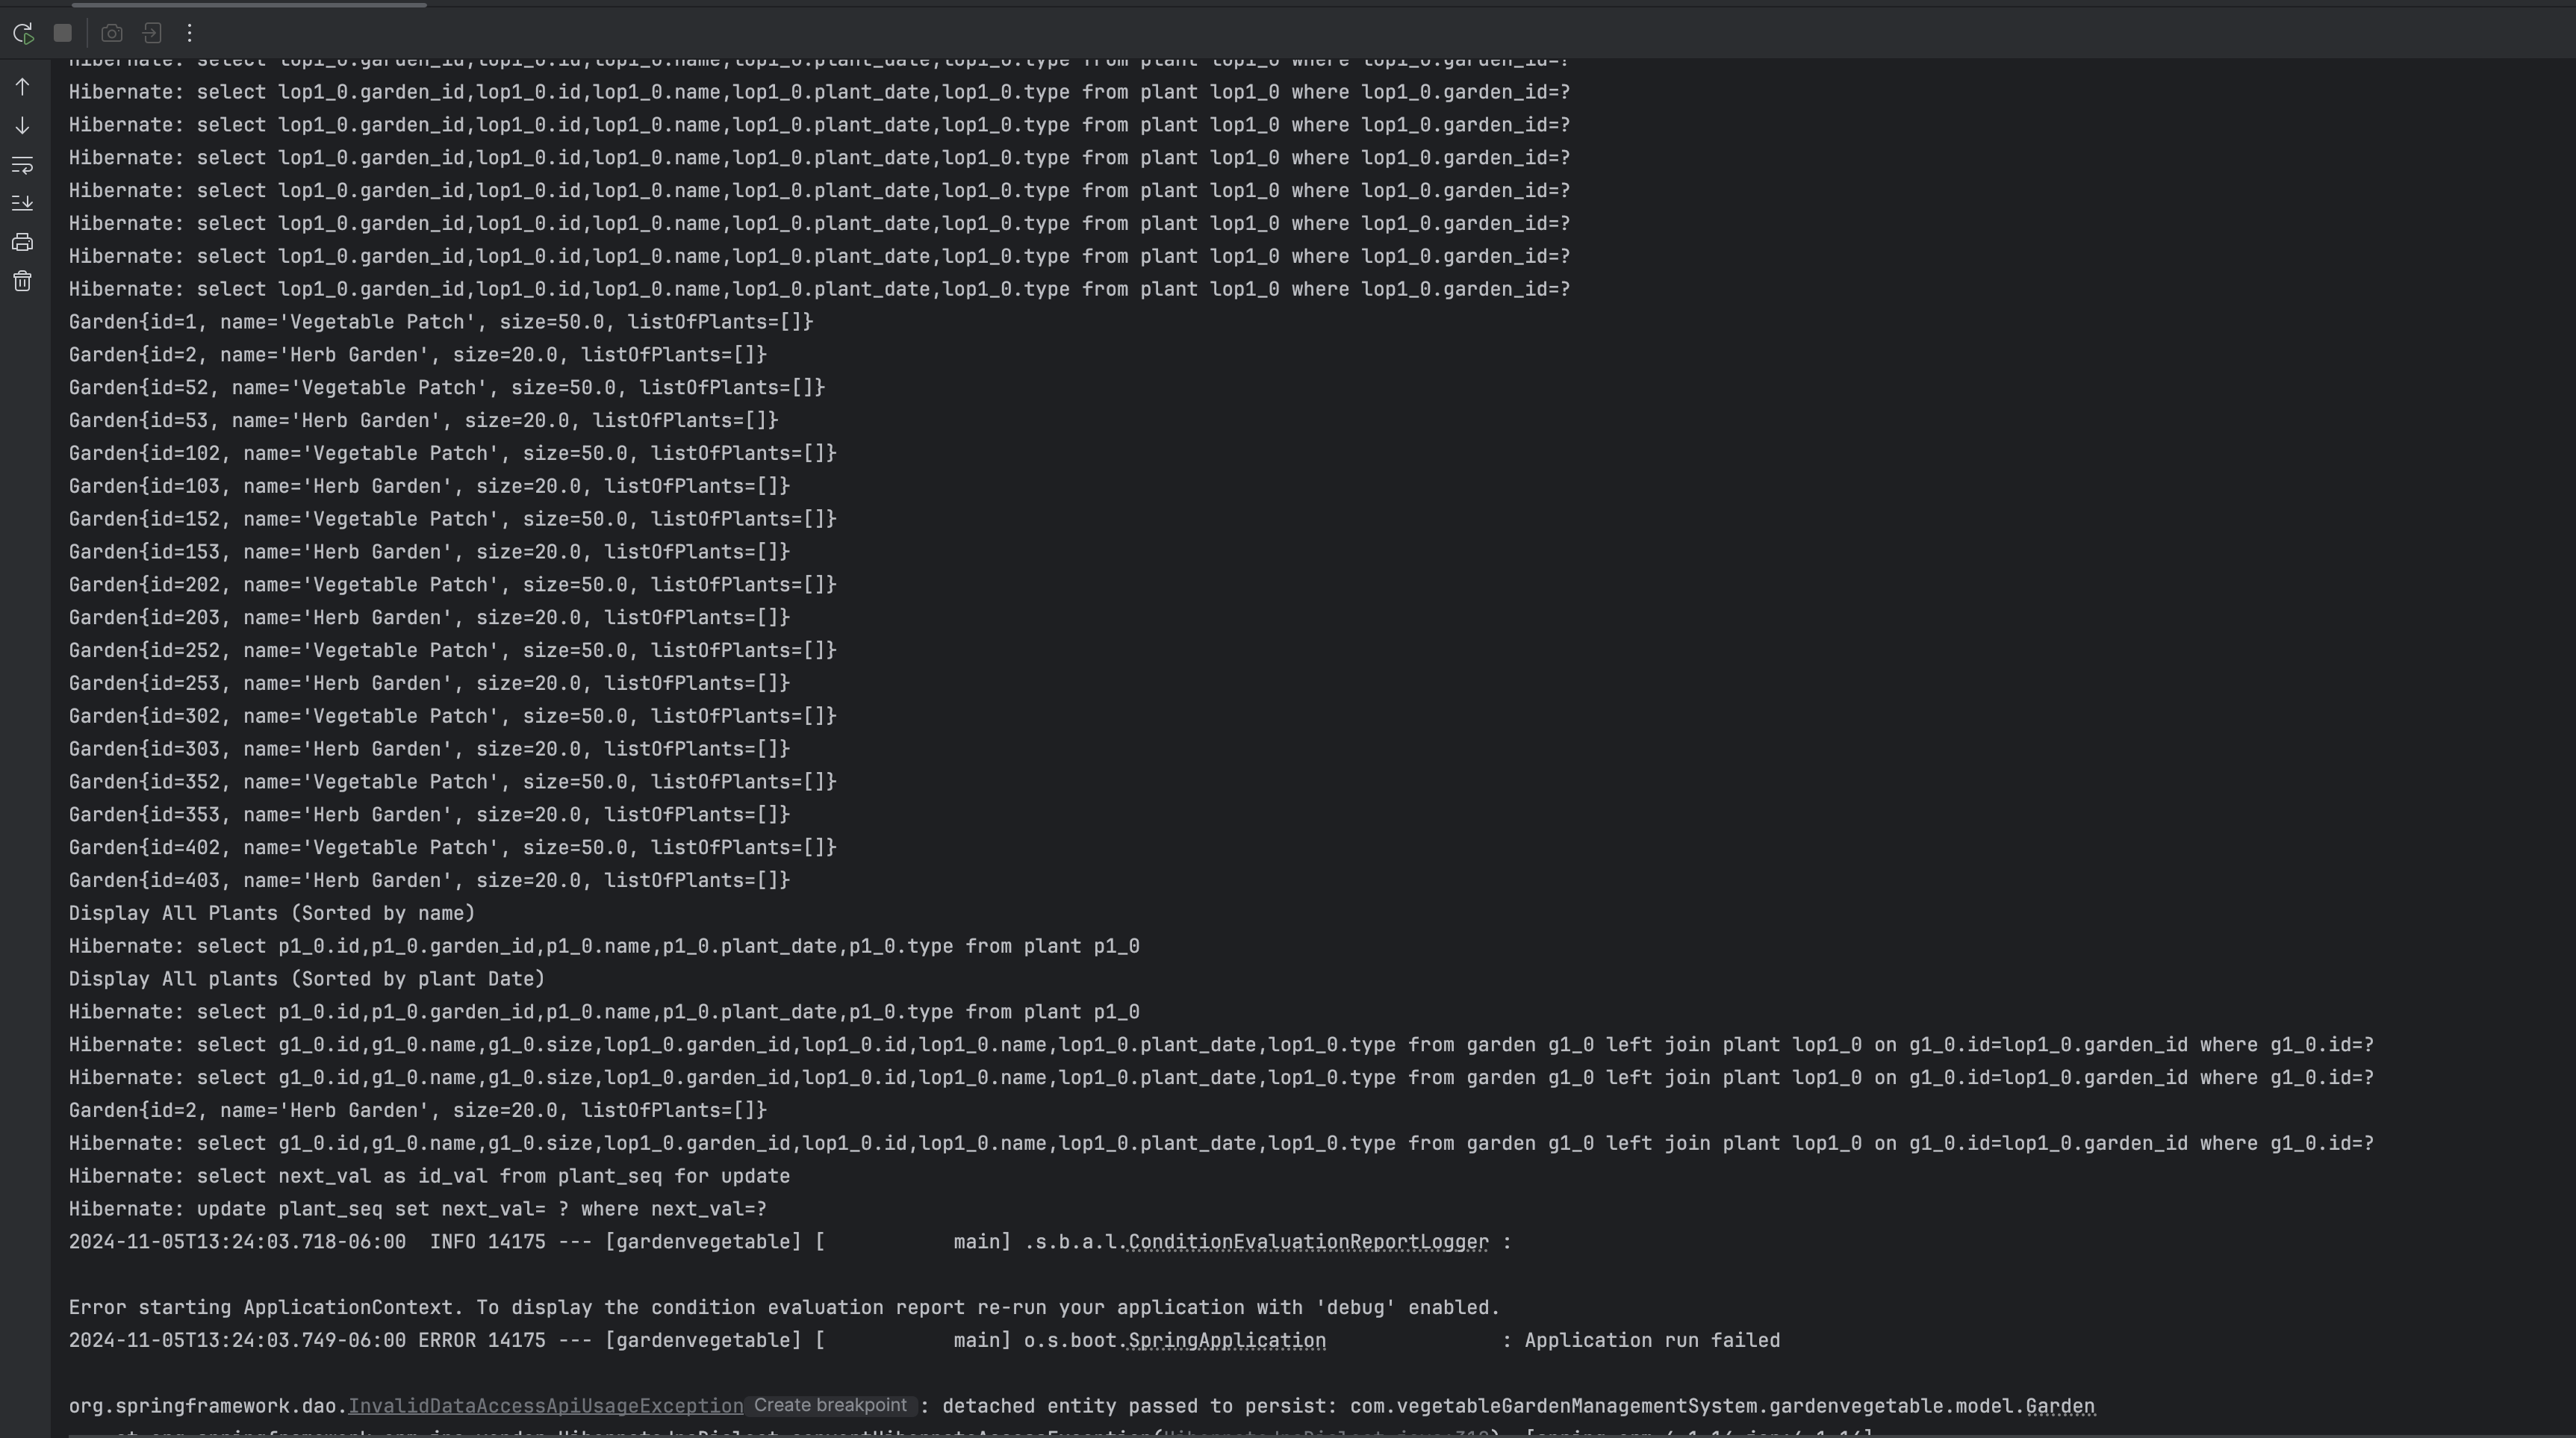 Hibernate: select lop1_0.garden_id,lop1_0.id,lop1_0.name,lop1_0.plant_date,lop1_0.type from plant lop1_0 where lop1_0.garden_id=?
Hibernate: select lop1_0.garden_id,lop1_0.id,lop1_0.name,lop1_0.plant_date,lop1_0.type from plant lop1_0 where lop1_0.garden_id=?
Hibernate: select lop1_0.garden_id,lop1_0.id,lop1_0.name,lop1_0.plant_date,lop1_0.type from plant lop1_0 where lop1_0.garden_id=?
Hibernate: select lop1_0.garden_id,lop1_0.id,lop1_0.name,lop1_0.plant_date,lop1_0.type from plant lop1_0 where lop1_0.garden_id=?
Hibernate: select lop1_0.garden_id,lop1_0.id,lop1_0.name,lop1_0.plant_date,lop1_0.type from plant lop1_0 where lop1_0.garden_id=?
Hibernate: select lop1_0.garden_id,lop1_0.id,lop1_0.name,lop1_0.plant_date,lop1_0.type from plant lop1_0 where lop1_0.garden_id=?
Hibernate: select lop1_0.garden_id,lop1_0.id,lop1_0.name,lop1_0.plant_date,lop1_0.type from plant lop1_0 where lop1_0.garden_id=?
Hibernate: select lop1_0.garden_id,lop1_0.id,lop1_0.name,lop1_0.plant_date,lop1_0.type from plant lop1_0 where lop1_0.garden_id=?
Garden{id=1, name='Vegetable Patch', size=50.0, listOfPlants=[]}
Garden{id=2, name='Herb Garden', size=20.0, listOfPlants=[]}
Garden{id=52, name='Vegetable Patch', size=50.0, listOfPlants=[]}
Garden{id=53, name='Herb Garden', size=20.0, listOfPlants=[]}
Garden{id=102, name='Vegetable Patch', size=50.0, listOfPlants=[]}
Garden{id=103, name='Herb Garden', size=20.0, listOfPlants=[]}
Garden{id=152, name='Vegetable Patch', size=50.0, listOfPlants=[]}
Garden{id=153, name='Herb Garden', size=20.0, listOfPlants=[]}
Garden{id=202, name='Vegetable Patch', size=50.0, listOfPlants=[]}
Garden{id=203, name='Herb Garden', size=20.0, listOfPlants=[]}
Garden{id=252, name='Vegetable Patch', size=50.0, listOfPlants=[]}
Garden{id=253, name='Herb Garden', size=20.0, listOfPlants=[]}
Garden{id=302, name='Vegetable Patch', size=50.0, listOfPlants=[]}
Garden{id=303, name='Herb Garden', size=20.0, listOfPlants=[]}
Garden{id=352, name='Vegetable Patch', size=50.0, listOfPlants=[]}
Garden{id=353, name='Herb Garden', size=20.0, listOfPlants=[]}
Garden{id=402, name='Vegetable Patch', size=50.0, listOfPlants=[]}
Garden{id=403, name='Herb Garden', size=20.0, listOfPlants=[]}
Display All Plants (Sorted by name)
Hibernate: select p1_0.id,p1_0.garden_id,p1_0.name,p1_0.plant_date,p1_0.type from plant p1_0
Display All plants (Sorted by plant Date)
Hibernate: select p1_0.id,p1_0.garden_id,p1_0.name,p1_0.plant_date,p1_0.type from plant p1_0
Hibernate: select g1_0.id,g1_0.name,g1_0.size,lop1_0.garden_id,lop1_0.id,lop1_0.name,lop1_0.plant_date,lop1_0.type from garden g1_0 left join plant lop1_0 on g1_0.id=lop1_0.garden_id where g1_0.id=?
Hibernate: select g1_0.id,g1_0.name,g1_0.size,lop1_0.garden_id,lop1_0.id,lop1_0.name,lop1_0.plant_date,lop1_0.type from garden g1_0 left join plant lop1_0 on g1_0.id=lop1_0.garden_id where g1_0.id=?
Garden{id=2, name='Herb Garden', size=20.0, listOfPlants=[]}
Hibernate: select g1_0.id,g1_0.name,g1_0.size,lop1_0.garden_id,lop1_0.id,lop1_0.name,lop1_0.plant_date,lop1_0.type from garden g1_0 left join plant lop1_0 on g1_0.id=lop1_0.garden_id where g1_0.id=?
Hibernate: select next_val as id_val from plant_seq for update
Hibernate: update plant_seq set next_val= ? where next_val=?
2024-11-05T13:24:03.718-06:00  INFO 14175 --- [gardenvegetable] [           main] .s.b.a.l.ConditionEvaluationReportLogger :
Error starting ApplicationContext. To display the condition evaluation report re-run your application with 'debug' enabled.
2024-11-05T13:24:03.749-06:00 ERROR 14175 --- [gardenvegetable] [           main] o.s.boot.SpringApplication               : Application run failed
org.springframework.dao.InvalidDataAccessApiUsageException Create breakpoint : detached entity passed to persist: com.vegetableGardenManagementSystem.gardenvegetable.model.Garden